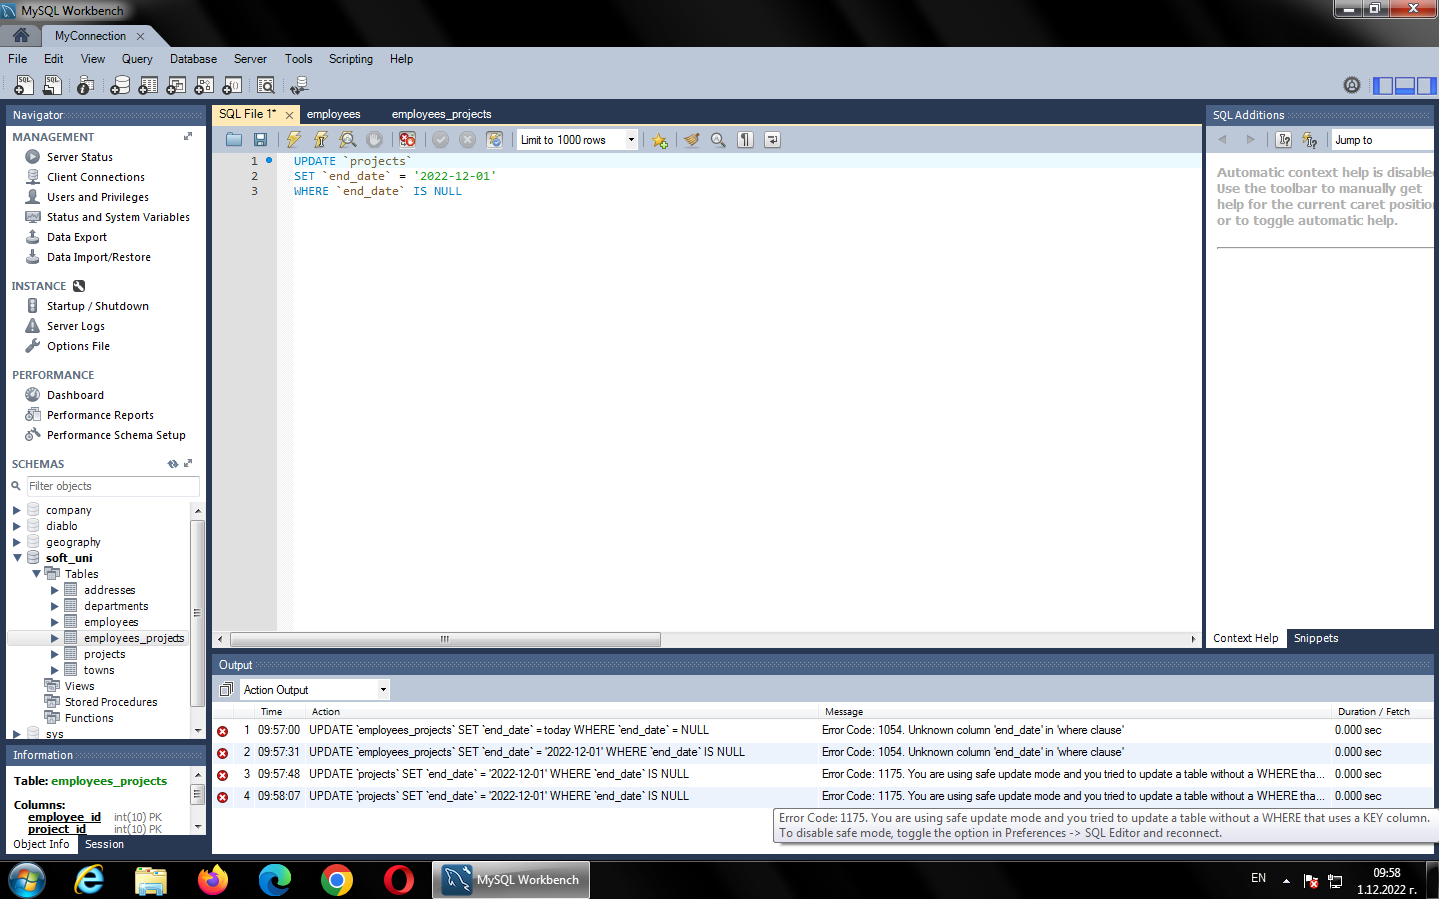 MySQL Workbench
MyConnection
File Edit View Query Database Server Tools Scripting Help
Navigator
MANAGEMENT
Server Status
Client Connections
Users and Privileges
Status and System Variables
Data Export
Data Import/Restore
INSTANCE
Startup / Shutdown
Server Logs
Options File
PERFORMANCE
Dashboard
Performance Reports
Performance Schema Setup
SCHEMAS
Filter objects
company
diablo
geography
soft_uni
Tables
addresses
departments
employees
employees_projects
projects
towns
Views
Stored Procedures
Functions
sys
Information
Table: employees_projects
Columns:
employee_id int(10) PK
project_id int(10) PK
Object Info Session
SQL File 1* employees employees_projects
Limit to 1000 rows
1 UPDATE `projects`
2 SET `end_date` = '2022-12-01'
3 WHERE `end_date` IS NULL
SQL Additions
Jump to
Automatic context help is disabled
Use the toolbar to manually get
help for the current caret position
or to toggle automatic help.
Context Help Snippets
Output
Action Output
Time Action Message Duration / Fetch
1 09:57:00 UPDATE `employees_projects` SET `end_date` = today WHERE `end_date` = NULL Error Code: 1054. Unknown column 'end_date' in 'where clause' 0.000 sec
2 09:57:31 UPDATE `employees_projects` SET `end_date` = '2022-12-01' WHERE `end_date` IS NULL Error Code: 1054. Unknown column 'end_date' in 'where clause' 0.000 sec
3 09:57:48 UPDATE `projects` SET `end_date` = '2022-12-01' WHERE `end_date` IS NULL Error Code: 1175. You are using safe update mode and you tried to update a table without a WHERE tha... 0.000 sec
4 09:58:07 UPDATE `projects` SET `end_date` = '2022-12-01' WHERE `end_date` IS NULL Error Code: 1175. You are using safe update mode and you tried to update a table without a WHERE tha... 0.000 sec
Error Code: 1175. You are using safe update mode and you tried to update a table without a WHERE that uses a KEY column.
To disable safe mode, toggle the option in Preferences -> SQL Editor and reconnect.
MySQL Workbench
EN
09:58
1.12.2022 г.